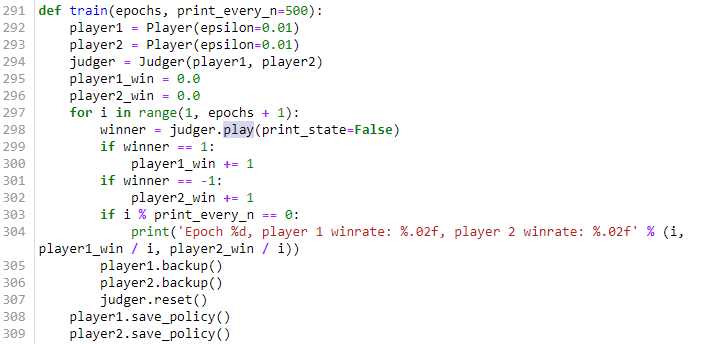 291 def train(epochs, print_every_n=500):
292     player1 = Player(epsilon=0.01)
293     player2 = Player(epsilon=0.01)
294     judger = Judger(player1, player2)
295     player1_win = 0.0
296     player2_win = 0.0
297     for i in range(1, epochs + 1):
298         winner = judger.play(print_state=False)
299         if winner == 1:
300             player1_win += 1
301         if winner == -1:
302             player2_win += 1
303         if i % print_every_n == 0:
304             print('Epoch %d, player 1 winrate: %.02f, player 2 winrate: %.02f' % (i,
player1_win / i, player2_win / i))
305         player1.backup()
306         player2.backup()
307         judger.reset()
308     player1.save_policy()
309     player2.save_policy()